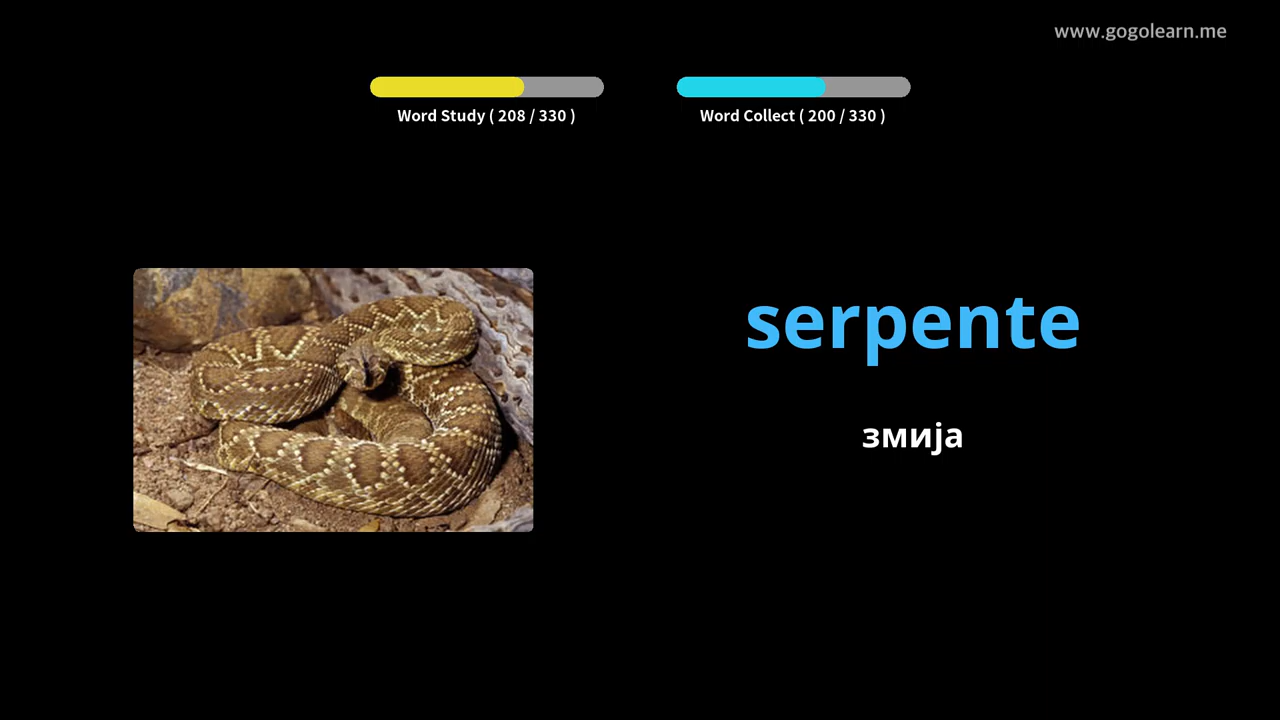 www.gogolearn.me
Word Study ( 208 / 330 )
Word Collect ( 200 / 330 )
serpente
змија